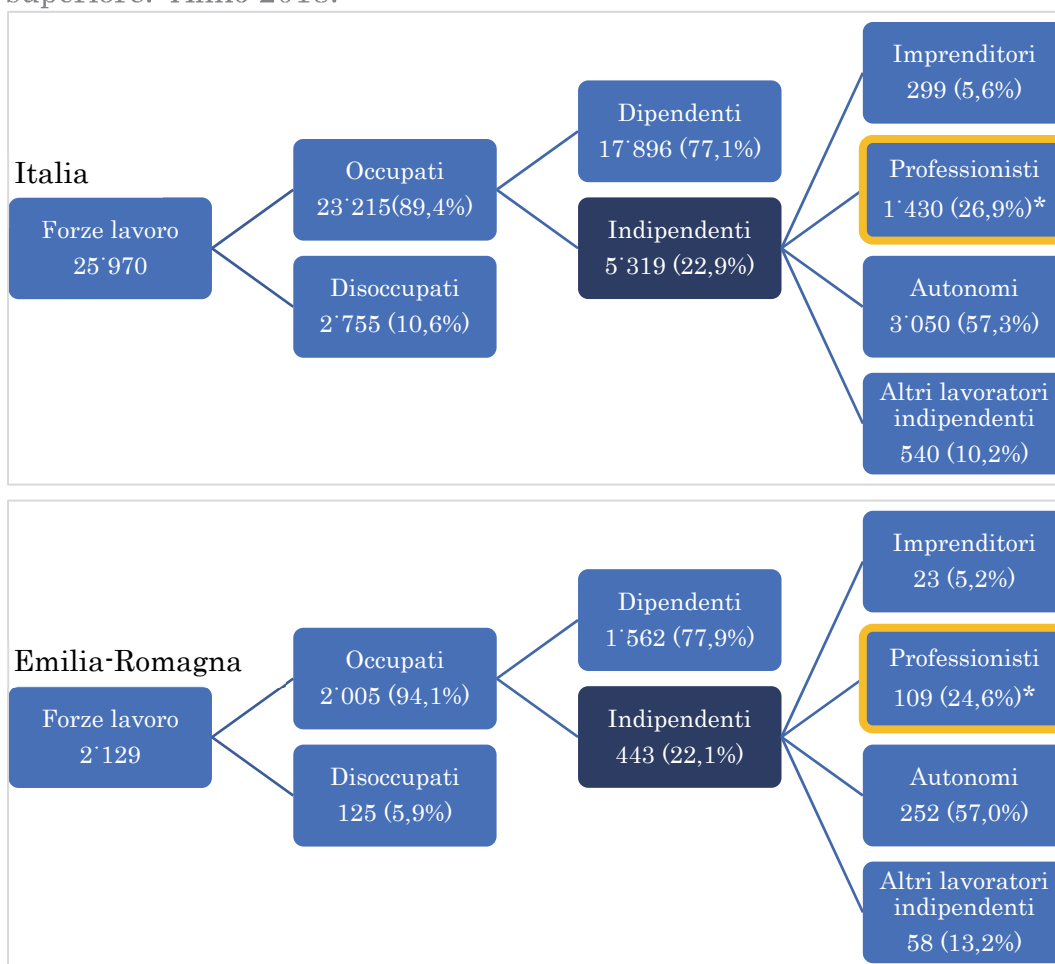 superiore. Anno 2018.
Italia
Forze lavoro
25˙970
Occupati
23˙215(89,4%)
Disoccupati
2˙755 (10,6%)
Dipendenti
17˙896 (77,1%)
Indipendenti
5˙319 (22,9%)
Imprenditori
299 (5,6%)
Professionisti
1˙430 (26,9%)*
Autonomi
3˙050 (57,3%)
Altri lavoratori
indipendenti
540 (10,2%)
Emilia-Romagna
Forze lavoro
2˙129
Occupati
2˙005 (94,1%)
Disoccupati
125 (5,9%)
Dipendenti
1˙562 (77,9%)
Indipendenti
443 (22,1%)
Imprenditori
23 (5,2%)
Professionisti
109 (24,6%)*
Autonomi
252 (57,0%)
Altri lavoratori
indipendenti
58 (13,2%)